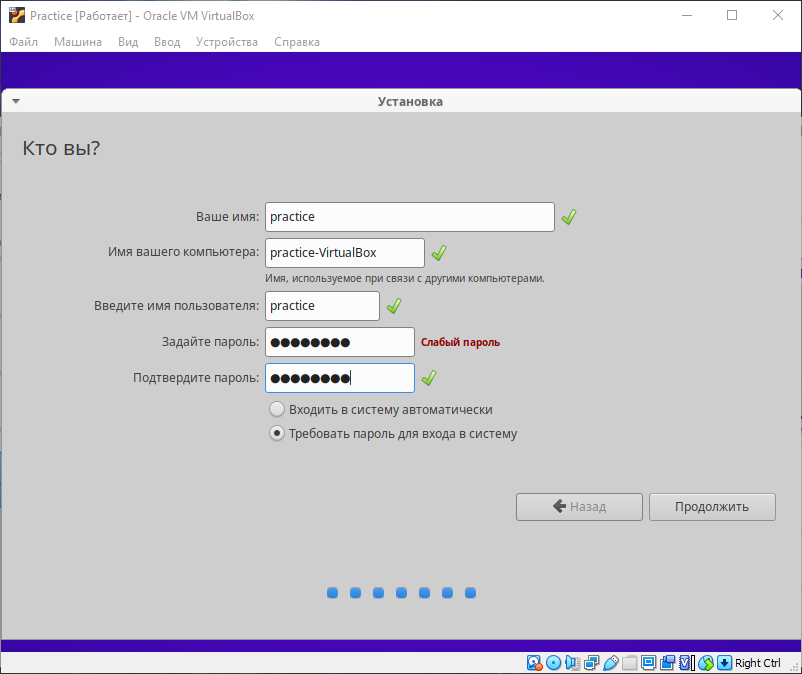 Practice [Работает] - Oracle VM VirtualBox
Файл Машина Вид Ввод Устройства Справка
Установка
Кто вы?
Ваше имя: practice
Имя вашего компьютера: practice-VirtualBox
Имя, используемое при связи с другими компьютерами.
Введите имя пользователя: practice
Задайте пароль: ●●●●●●●● Слабый пароль
Подтвердите пароль: ●●●●●●●●
Входить в систему автоматически
Требовать пароль для входа в систему
Назад Продолжить
Right Ctrl